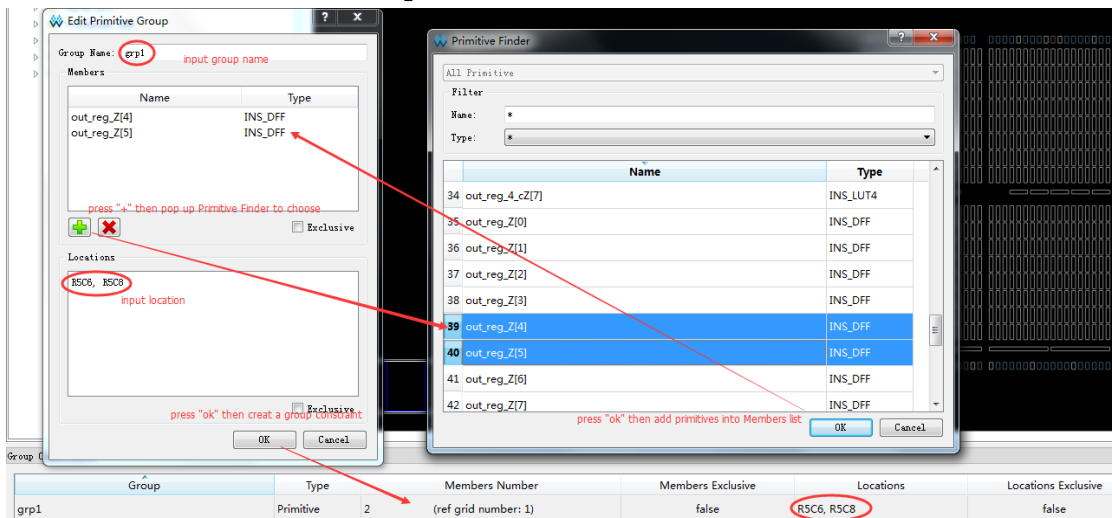 Edit Primitive Group
Group Name: grp1
input group name
Members
Name Type
out_reg_Z[4] INS_DFF
out_reg_Z[5] INS_DFF
press "+" then pop up Primitive Finder to choose
Exclusive
Locations
R5C6, R5C8
input location
Exclusive
press "ok" then creat a group constraint
OK Cancel
Primitive Finder
All Primitive
Filter
Name: *
Type: *
Name Type
34 out_reg_4_cZ[7] INS_LUT4
35 out_reg_Z[0] INS_DFF
36 out_reg_Z[1] INS_DFF
37 out_reg_Z[2] INS_DFF
38 out_reg_Z[3] INS_DFF
39 out_reg_Z[4] INS_DFF
40 out_reg_Z[5] INS_DFF
41 out_reg_Z[6] INS_DFF
42 out_reg_Z[7] INS_DFF
press "ok" then add primitives into Members list
OK Cancel
Group
Group Type Members Number Members Exclusive Locations Locations Exclusive
grp1 Primitive 2 (ref grid number: 1) false R5C6, R5C8 false